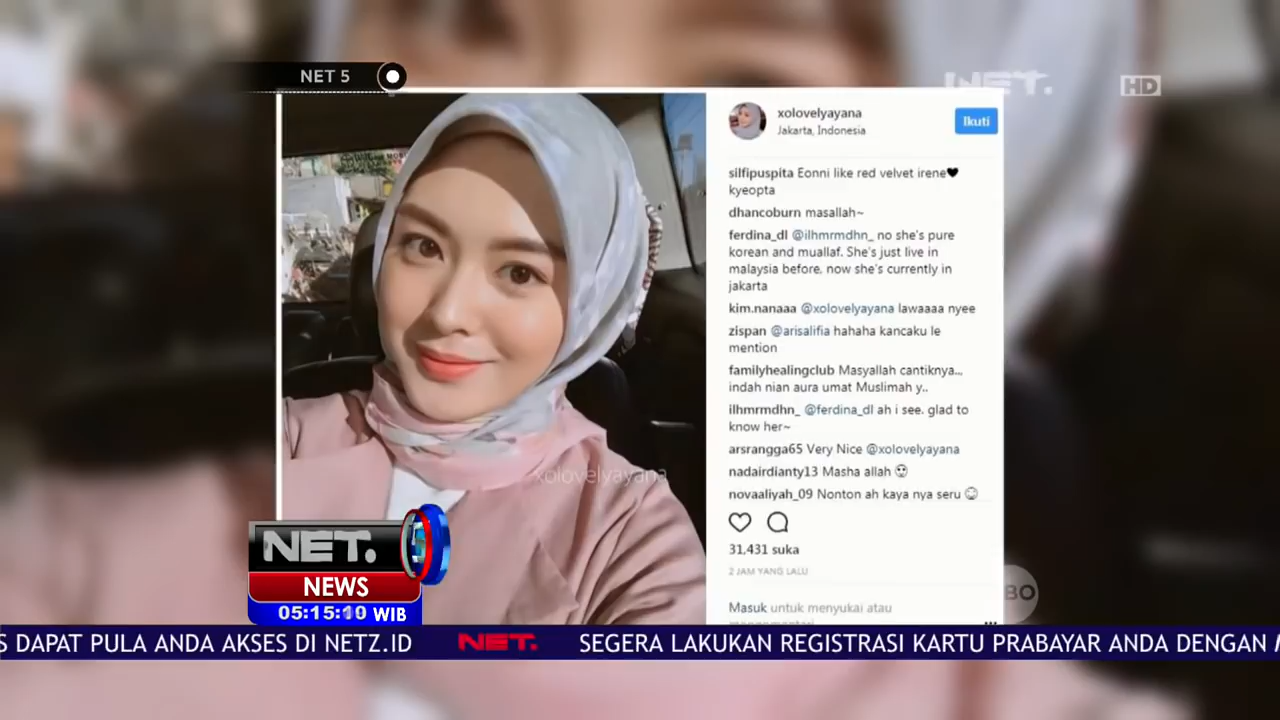 NET 5
NET.
HD
xolovelyayana
Jakarta, Indonesia
Ikuti
silfipuspita Eonni like red velvet irene🖤
kyeopta
dhancoburn masallah~
ferdina_dl @ilhmrmdhn_ no she's pure
korean and muallaf. She's just live in
malaysia before, now she's currently in
jakarta
kim.nanaaa @xolovelyayana lawaaaa nyee
zispan @arisalifia hahaha kancaku le
mention
familyhealingclub Masyallah cantiknya...
indah nian aura umat Muslimah y..
ilhmrmdhn_ @ferdina_dl ah i see. glad to
know her~
arsrangga65 Very Nice @xolovelyayana
nadairdianty13 Masha allah
novaaliyah_09 Nonton ah kaya nya seru
xolovelyayana
31,431 suka
2 JAM YANG LALU
BO
Masuk untuk menyukai atau
NET. 5
NEWS
05:15:10 WIB
S DAPAT PULA ANDA AKSES DI NETZ.ID NET. SEGERA LAKUKAN REGISTRASI KARTU PRABAYAR ANDA DENGAN